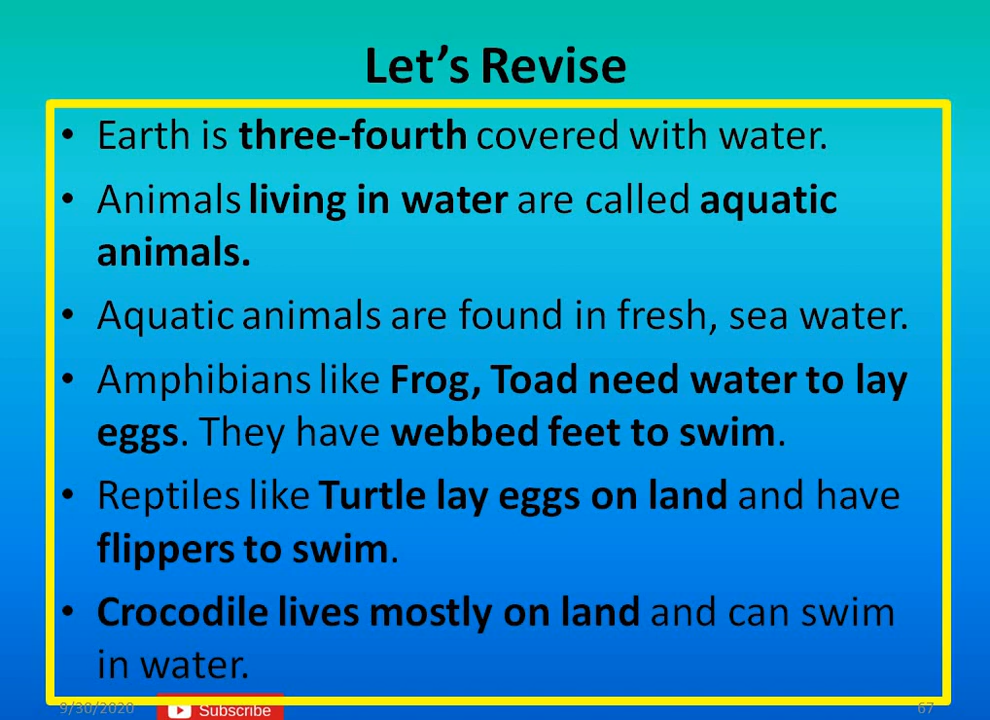 Let's Revise
• Earth is three-fourth covered with water.
• Animals living in water are called aquatic
animals.
• Aquatic animals are found in fresh, sea water.
• Amphibians like Frog, Toad need water to lay
eggs. They have webbed feet to swim.
• Reptiles like Turtle lay eggs on land and have
flippers to swim.
• Crocodile lives mostly on land and can swim
in water.
9/30/2020 Subscribe 67